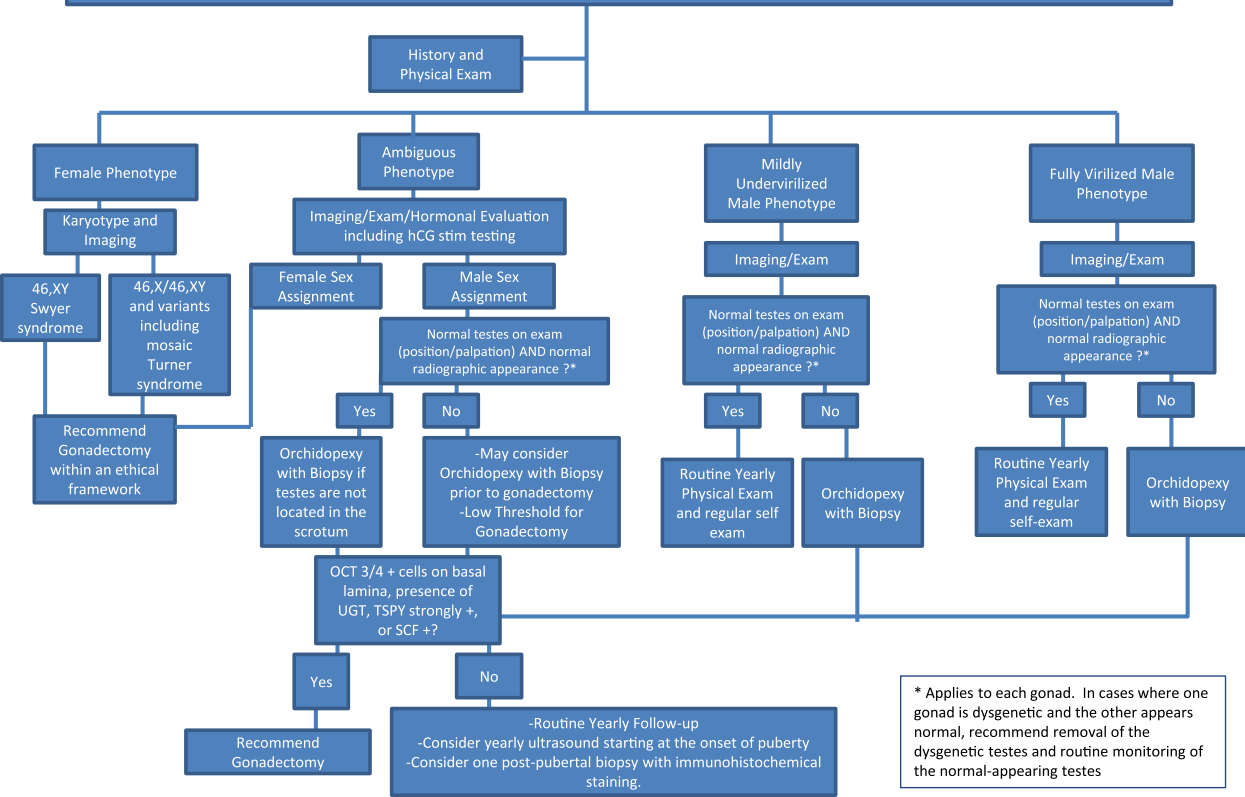 History and
Physical Exam
Female Phenotype
Ambiguous
Phenotype
Mildly
Undervirilized
Male Phenotype
Fully Virilized Male
Phenotype
Karyotype and
Imaging
Imaging/Exam/Hormonal Evaluation
including hCG stim testing
Imaging/Exam
Imaging/Exam
46,XY
Swyer
syndrome
46,X/46,XY
and variants
including
mosaic
Turner
syndrome
Female Sex
Assignment
Male Sex
Assignment
Normal testes on exam
(position/palpation) AND normal
radiographic appearance ?*
Normal testes on exam
(position/palpation) AND
normal radiographic
appearance ?*
Normal testes on exam
(position/palpation) AND
normal radiographic
appearance ?*
Yes
No
Yes
No
Yes
No
Recommend
Gonadectomy
within an ethical
framework
Orchidopexy
with Biopsy if
testes are not
located in the
scrotum
-May consider
Orchidopexy with Biopsy
prior to gonadectomy
-Low Threshold for
Gonadectomy
Routine Yearly
Physical Exam
and regular self
exam
Orchidopexy
with Biopsy
Routine Yearly
Physical Exam
and regular
self-exam
Orchidopexy
with Biopsy
OCT 3/4 + cells on basal
lamina, presence of
UGT, TSPY strongly +,
or SCF +?
Yes
No
Recommend
Gonadectomy
-Routine Yearly Follow-up
-Consider yearly ultrasound starting at the onset of puberty
-Consider one post-pubertal biopsy with immunohistochemical
staining.
* Applies to each gonad.  In cases where one
gonad is dysgenetic and the other appears
normal, recommend removal of the
dysgenetic testes and routine monitoring of
the normal-appearing testes